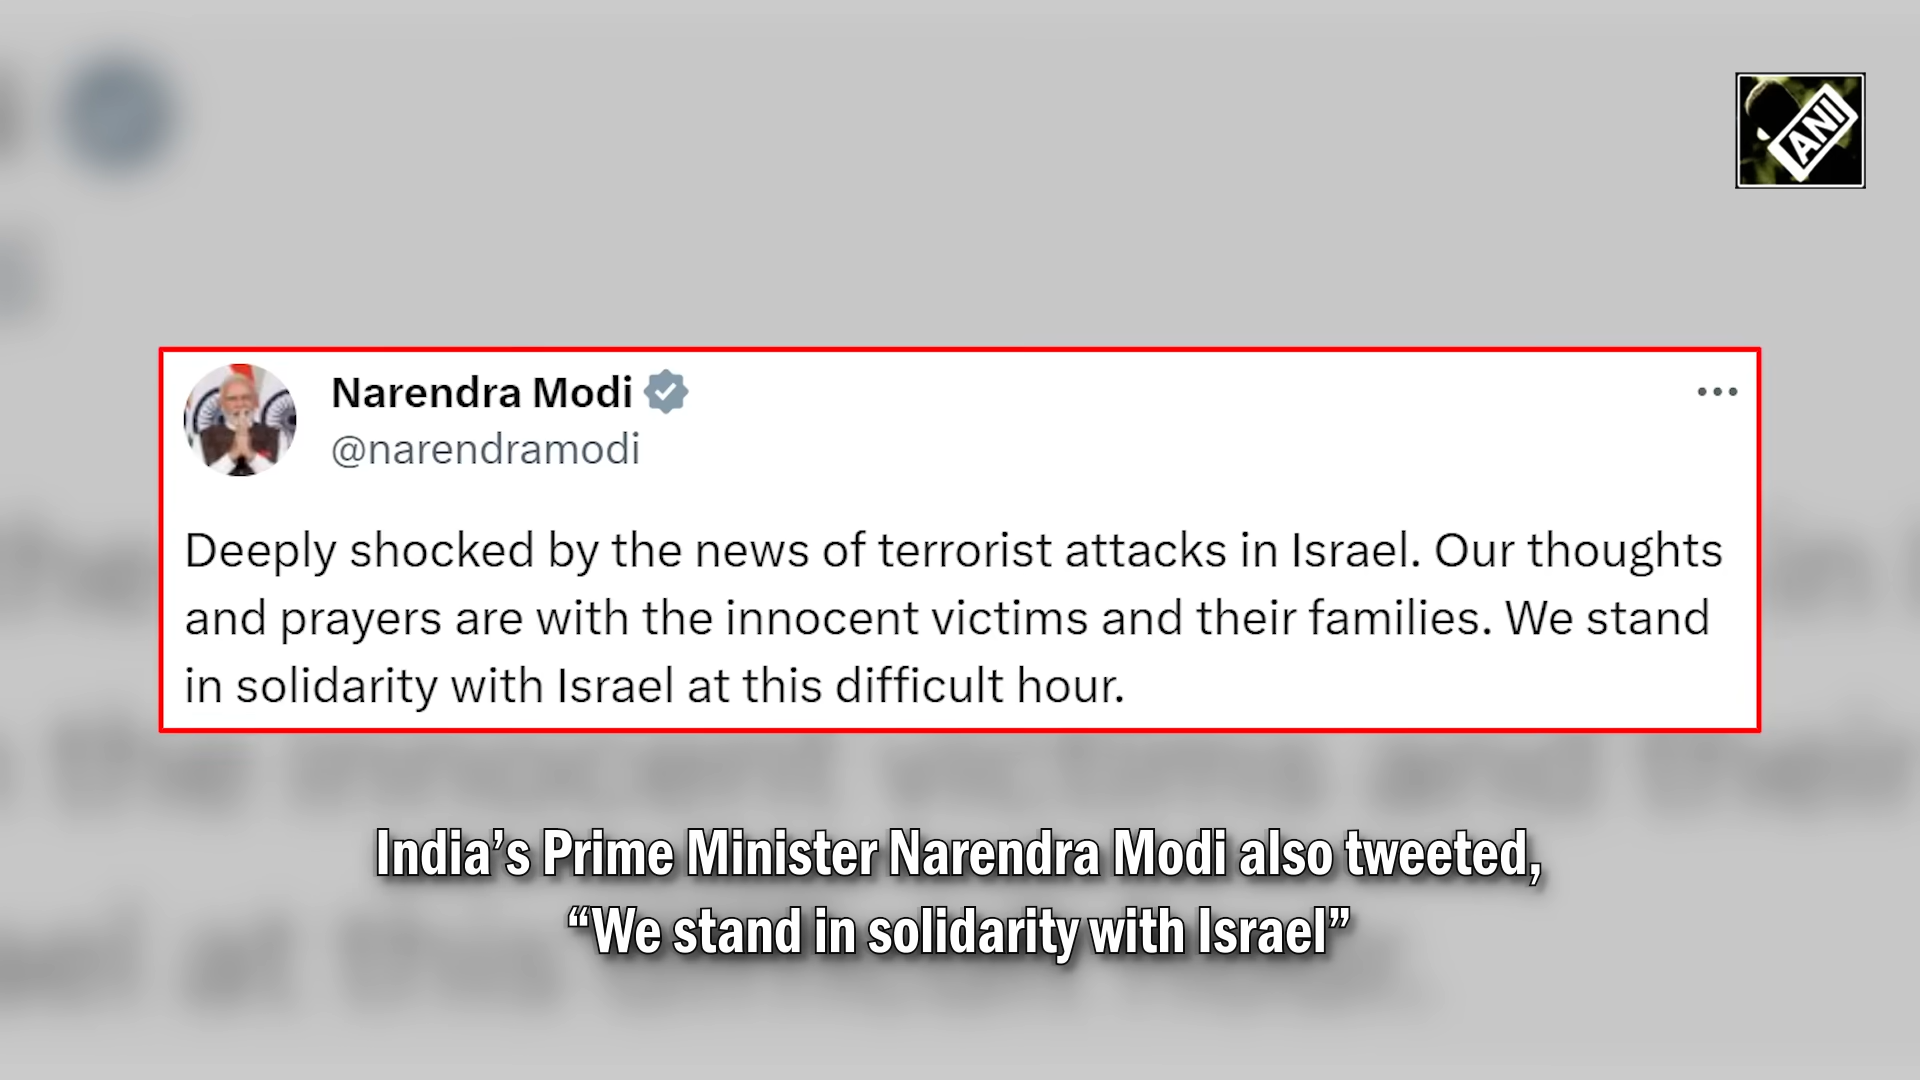 ANI
Narendra Modi
@narendramodi
Deeply shocked by the news of terrorist attacks in Israel. Our thoughts
and prayers are with the innocent victims and their families. We stand
in solidarity with Israel at this difficult hour.
India’s Prime Minister Narendra Modi also tweeted,
“We stand in solidarity with Israel”